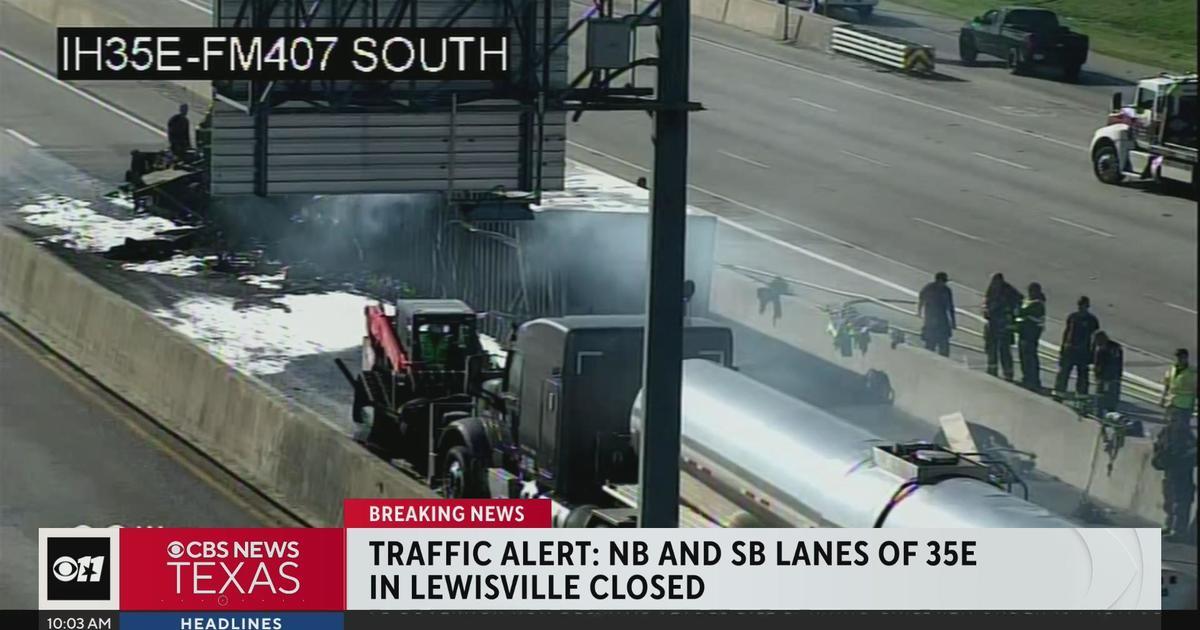 IH35E-FM407 SOUTH
BREAKING NEWS
CBS NEWS
TEXAS
TRAFFIC ALERT: NB AND SB LANES OF 35E
IN LEWISVILLE CLOSED
11
10:03 AM
HEADLINES